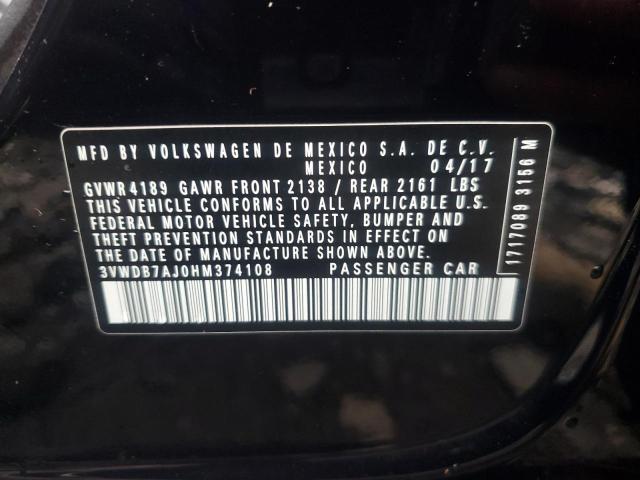 MFD BY VOLKSWAGEN DE MEXICO S.A. DE C.V.
MEXICO 04/17
GVWR4189 GAWR FRONT 2138 / REAR 2161 LBS
THIS VEHICLE CONFORMS TO ALL APPLICABLE U.S.
FEDERAL MOTOR VEHICLE SAFETY, BUMPER AND
THEFT PREVENTION STANDARDS IN EFFECT ON
THE DATE OF MANUFACTURE SHOWN ABOVE.
3VWDB7AJ0HM374108 PASSENGER CAR
1717089 3156 M